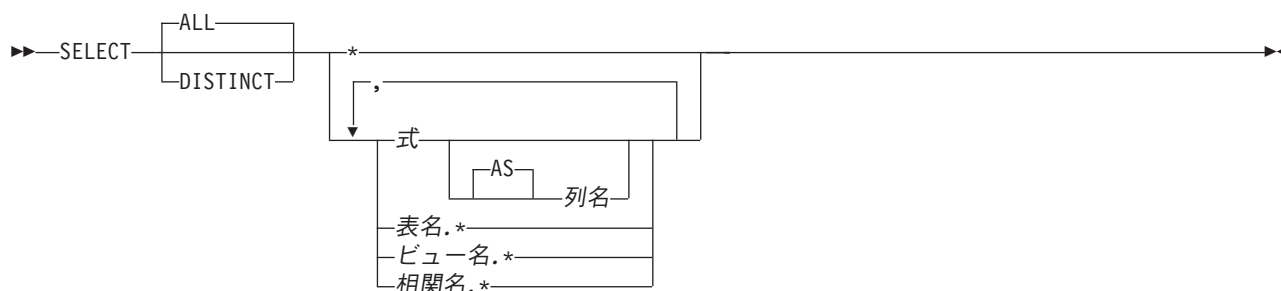 ALL
SELECT *
DISTINCT ,
式
AS
列名
表名.*
ビュー名.*
相関名.*